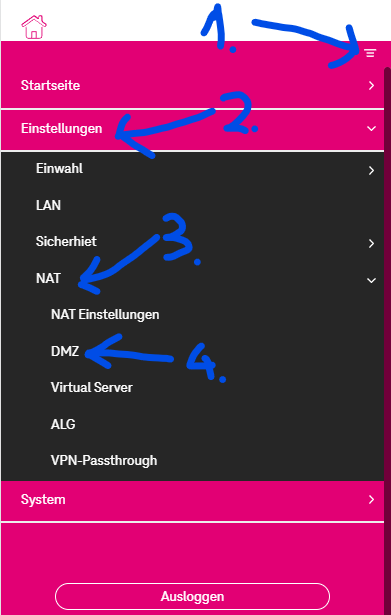 1.
Startseite
Einstellungen 2.
Einwahl
LAN
Sicherhiet 3.
NAT
NAT Einstellungen
DMZ 4.
Virtual Server
ALG
VPN-Passthrough
System
Ausloggen